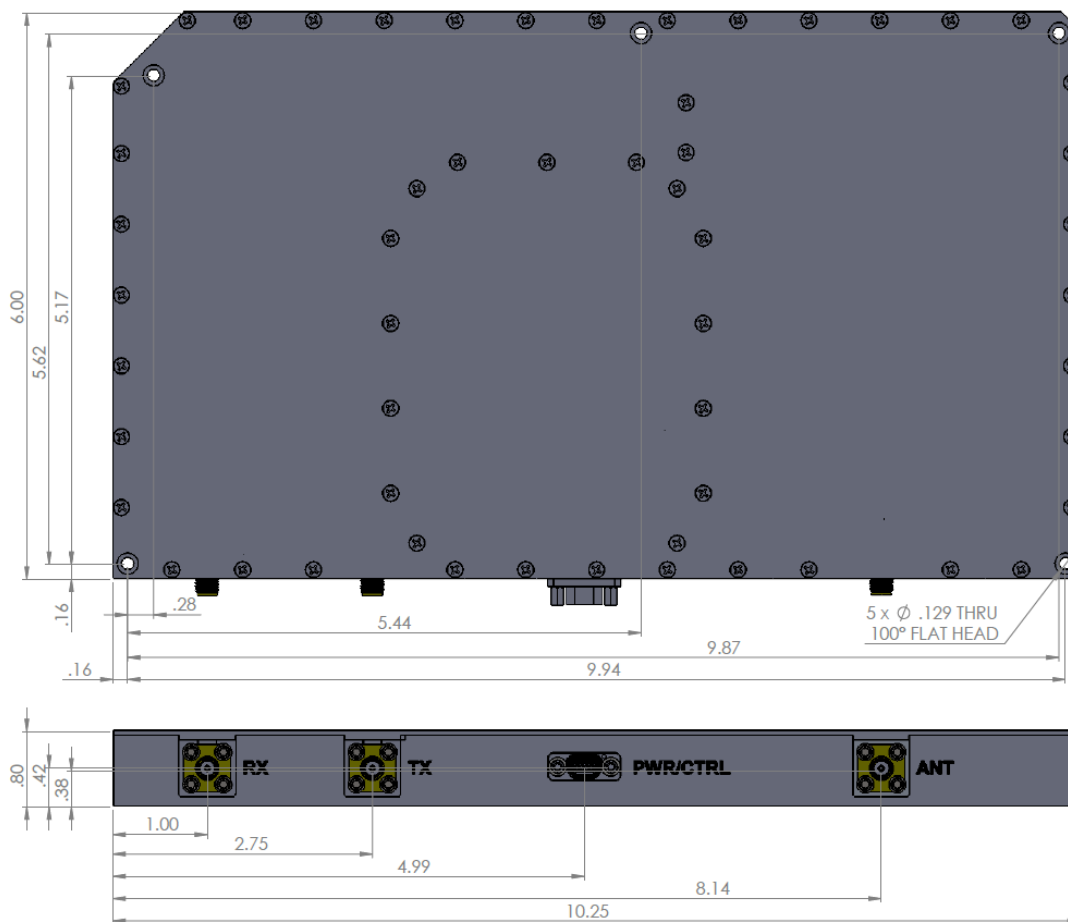 6.00
5.62
5.17
.16
.28
5.44
5 x Ø .129 THRU
100° FLAT HEAD
9.87
.16
9.94
.80
.42
.38
RX
TX
PWR/CTRL
ANT
1.00
2.75
4.99
8.14
10.25